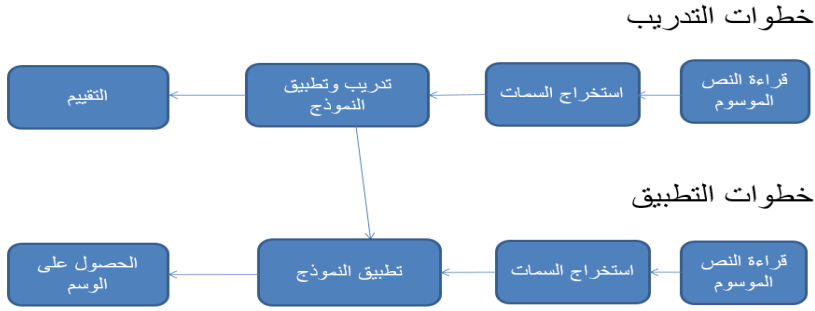 خطوات التدريب
قراءة النص
الموسوم
استخراج السمات
تدريب وتطبيق
النموذج
التقييم
خطوات التطبيق
قراءة النص
الموسوم
استخراج السمات
تطبيق النموذج
الحصول على
الوسم